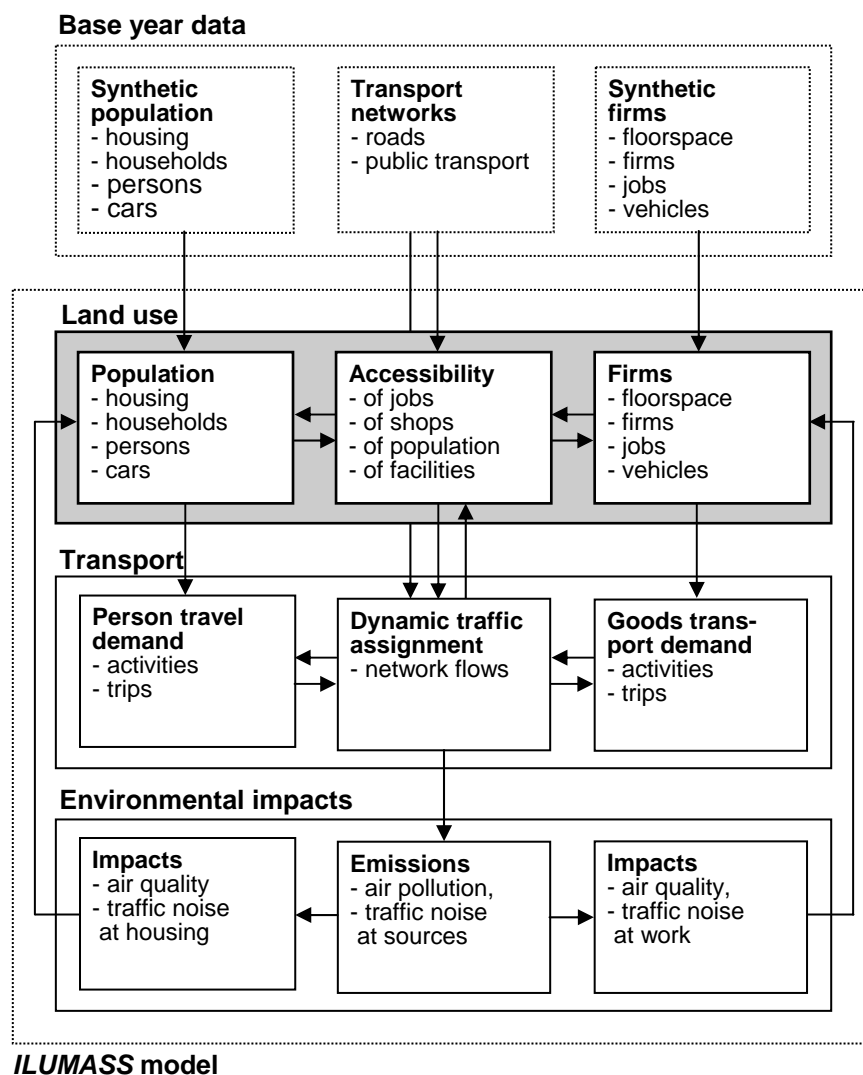 Base year data
Synthetic
population
- housing
- households
- persons
- cars
Transport
networks
- roads
- public transport
Synthetic
firms
- floorspace
- firms
- jobs
- vehicles
Land use
Population
- housing
- households
- persons
- cars
Accessibility
- of jobs
- of shops
- of population
- of facilities
Firms
- floorspace
- firms
- jobs
- vehicles
Transport
Person travel
demand
- activities
- trips
Dynamic traffic
assignment
- network flows
Goods trans-
port demand
- activities
- trips
Environmental impacts
Impacts
- air quality
- traffic noise
at housing
Emissions
- air pollution,
- traffic noise
at sources
Impacts
- air quality,
- traffic noise
at work
ILUMASS model